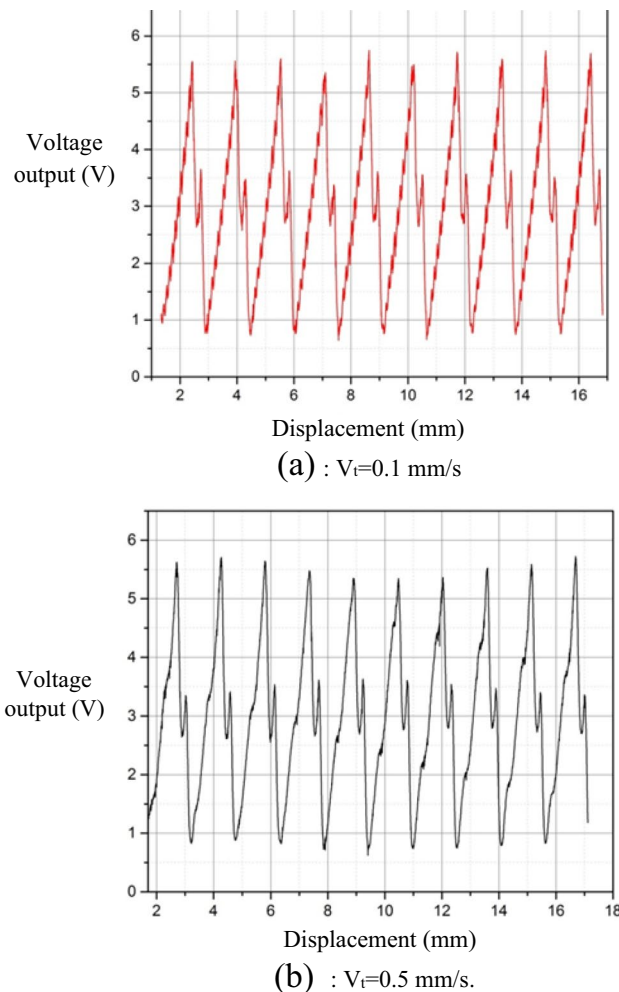 6
5
4
3
2
1
0
Voltage
output (V)
2 4 6 8 10 12 14 16
Displacement (mm)
(a) : Vt=0.1 mm/s
6
5
4
3
2
1
0
Voltage
output (V)
2 4 6 8 10 12 14 16 18
Displacement (mm)
(b) : Vt=0.5 mm/s.